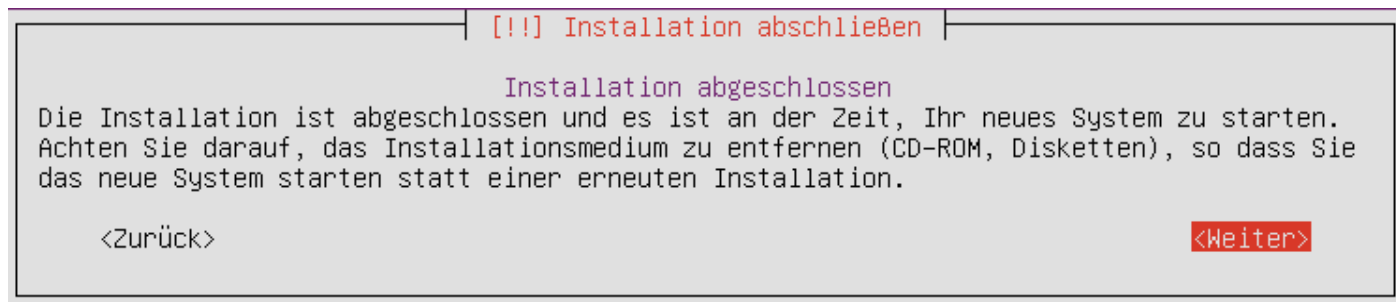 [!!] Installation abschließen
Installation abgeschlossen
Die Installation ist abgeschlossen und es ist an der Zeit, Ihr neues System zu starten.
Achten Sie darauf, das Installationsmedium zu entfernen (CD-ROM, Disketten), so dass Sie
das neue System starten statt einer erneuten Installation.
<Zurück> <Weiter>